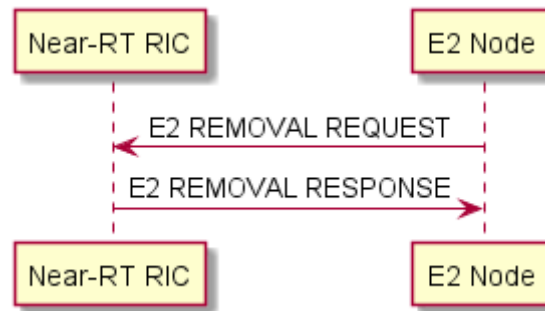 Near-RT RIC
E2 Node
E2 REMOVAL REQUEST
E2 REMOVAL RESPONSE
Near-RT RIC
E2 Node